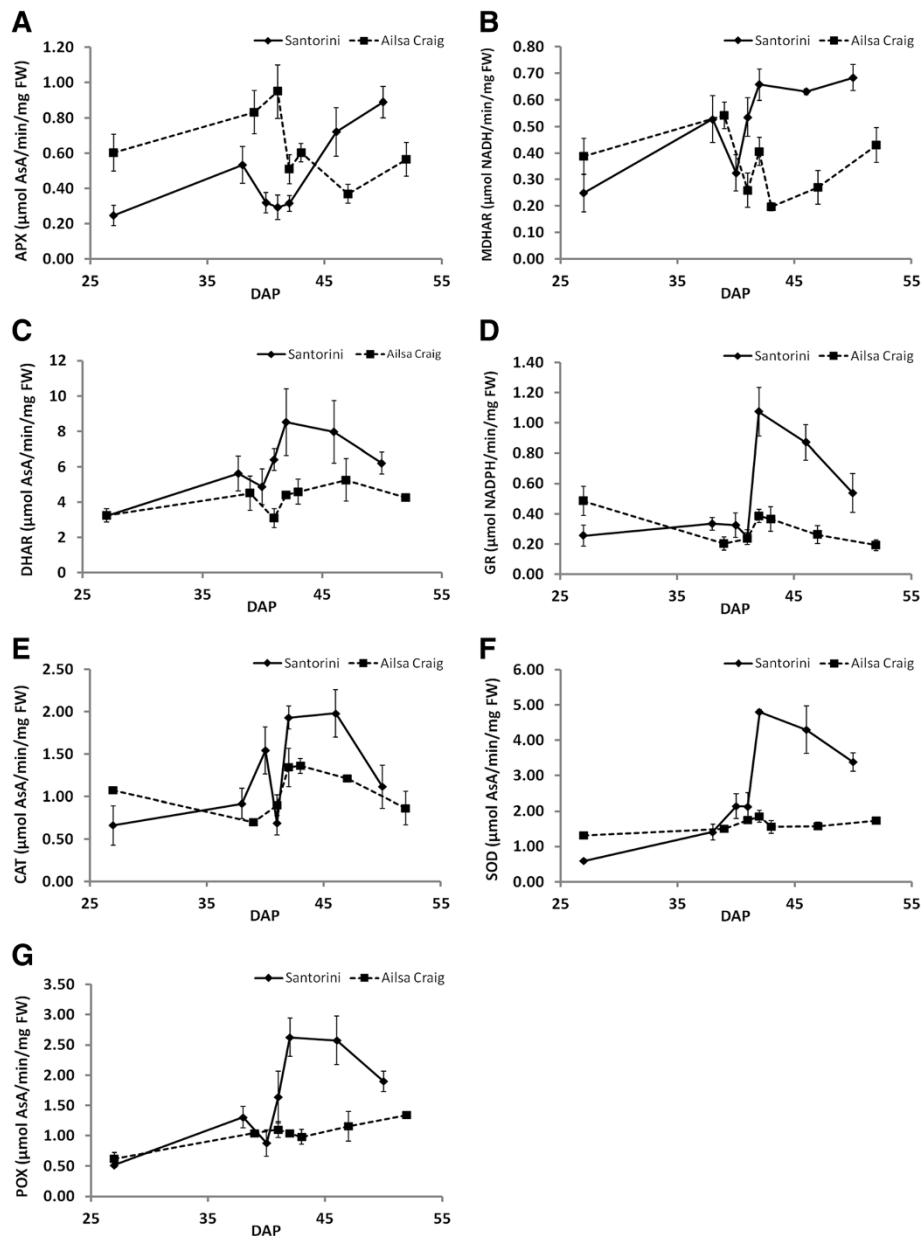 A
Santorini Ailsa Craig
APX (µmol AsA/min/mg FW)
1.20
1.00
0.80
0.60
0.40
0.20
0.00
25 35 45 55
DAP
B
Santorini Ailsa Craig
MDHAR (µmol NADH/min/mg FW)
0.80
0.70
0.60
0.50
0.40
0.30
0.20
0.10
0.00
25 35 45 55
DAP
C
Santorini Ailsa Craig
DHAR (µmol AsA/min/mg FW)
12
10
8
6
4
2
0
25 35 45 55
DAP
D
Santorini Ailsa Craig
GR (µmol NADPH/min/mg FW)
1.40
1.20
1.00
0.80
0.60
0.40
0.20
0.00
25 35 45 55
DAP
E
Santorini Ailsa Craig
CAT (µmol AsA/min/mg FW)
2.50
2.00
1.50
1.00
0.50
0.00
25 35 45 55
DAP
F
Santorini Ailsa Craig
SOD (µmol AsA/min/mg FW)
6.00
5.00
4.00
3.00
2.00
1.00
0.00
25 35 45 55
DAP
G
Santorini Ailsa Craig
POX (µmol AsA/min/mg FW)
3.50
3.00
2.50
2.00
1.50
1.00
0.50
0.00
25 35 45 55
DAP